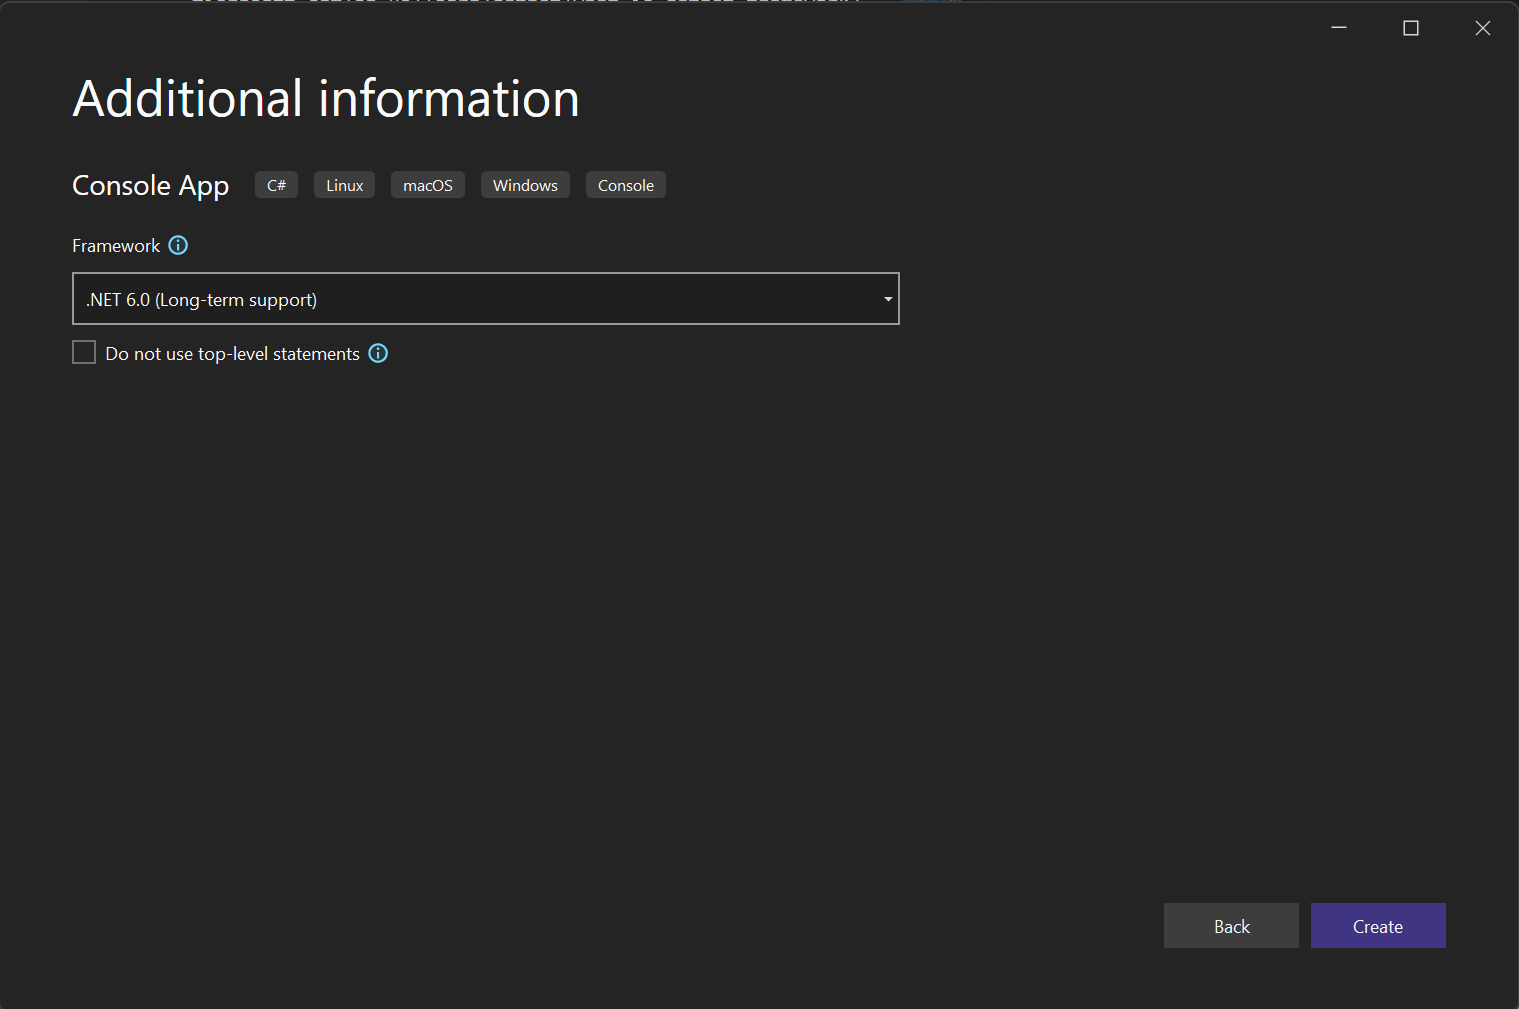 Additional information
Console App C# Linux macOS Windows Console
Framework
.NET 6.0 (Long-term support)
Do not use top-level statements
Back Create